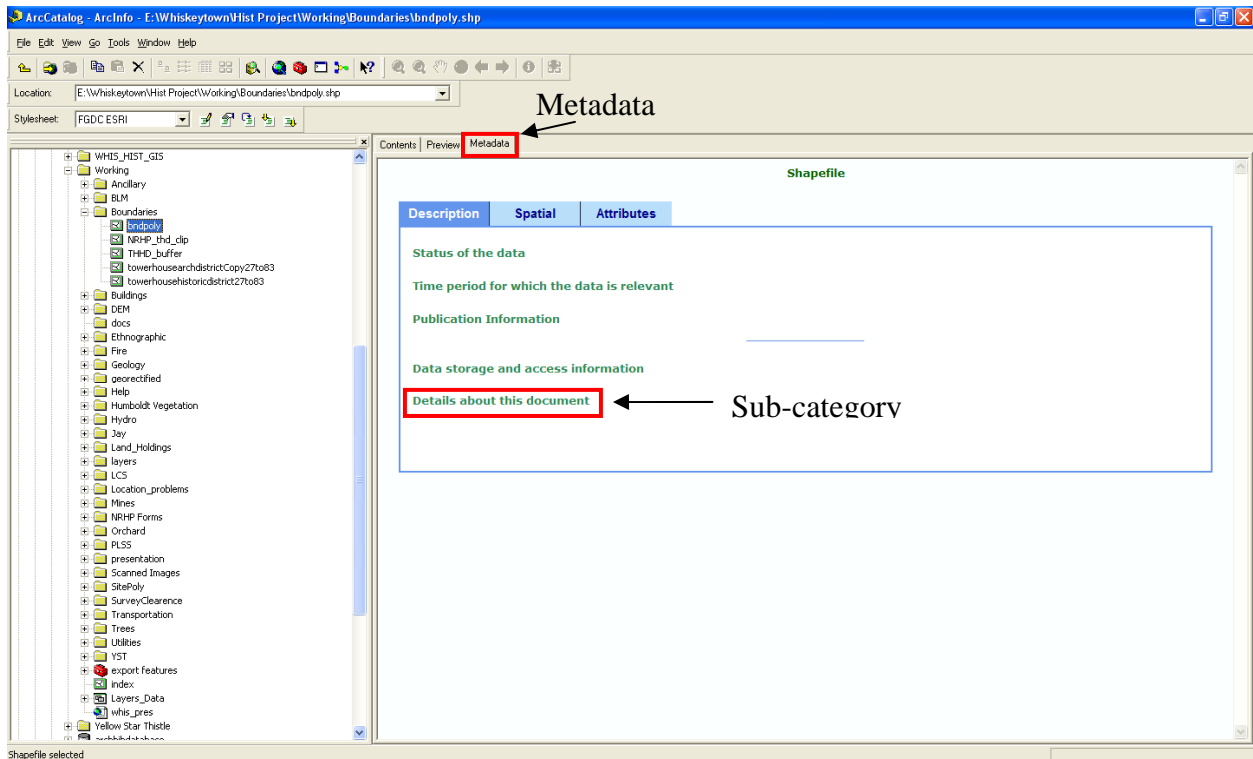 ArcCatalog - ArcInfo - E:\Whiskeytown\Hist Project\Working\Boundaries\bndpoly.shp
File Edit View Go Tools Window Help
Location: E:\Whiskeytown\Hist Project\Working\Boundaries\bndpoly.shp
Stylesheet: FGDC ESRI
Metadata
Contents Preview Metadata
WHIS_HIST_GIS
Working
Ancillary
BLM
Boundaries
bndpoly
NRHP_thd_clip
THHD_buffer
towerhousearchdistrictCopy27to83
towerhousehistoricdistrict27to83
Buildings
DEM
docs
Ethnographic
Fire
Geology
georectified
Help
Humboldt Vegetation
Hydro
Jay
Land_Holdings
layers
LCS
Location_problems
Mines
NRHP Forms
Orchard
PLSS
presentation
Scanned Images
SitePoly
SurveyClearence
Transportation
Trees
Utilities
YST
export features
index
Layers_Data
whis_pres
Yellow Star Thistle
archbibdatabase
Shapefile
Description Spatial Attributes
Status of the data
Time period for which the data is relevant
Publication Information
Data storage and access information
Details about this document
Sub-category
Shapefile selected